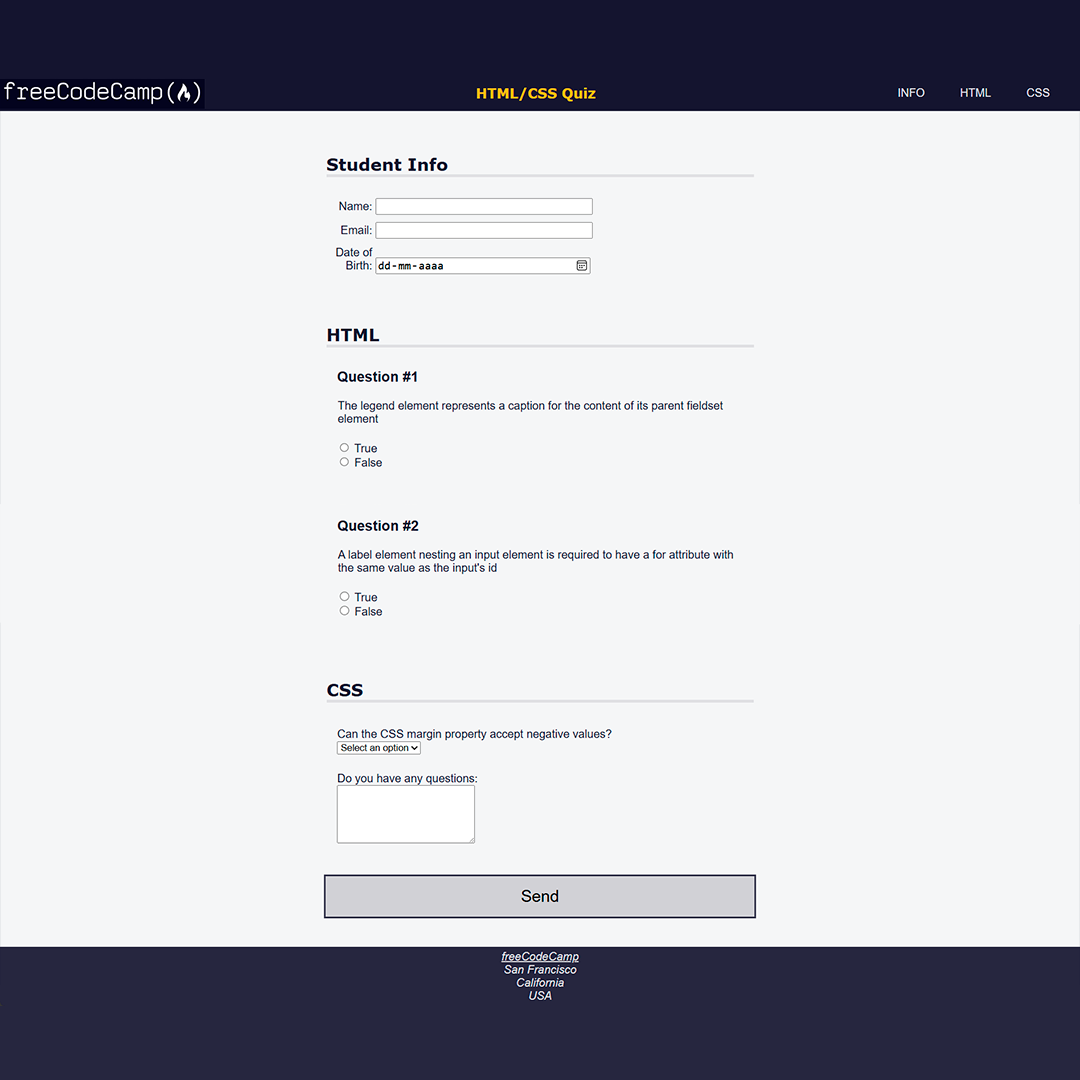 freeCodeCamp(🔥)
HTML/CSS Quiz
INFO HTML CSS
Student Info
Name:
Email:
Date of
Birth: dd-mm-aaaa
HTML
Question #1
The legend element represents a caption for the content of its parent fieldset
element
True
False
Question #2
A label element nesting an input element is required to have a for attribute with
the same value as the input's id
True
False
CSS
Can the CSS margin property accept negative values?
Select an option
Do you have any questions:
Send
freeCodeCamp
San Francisco
California
USA